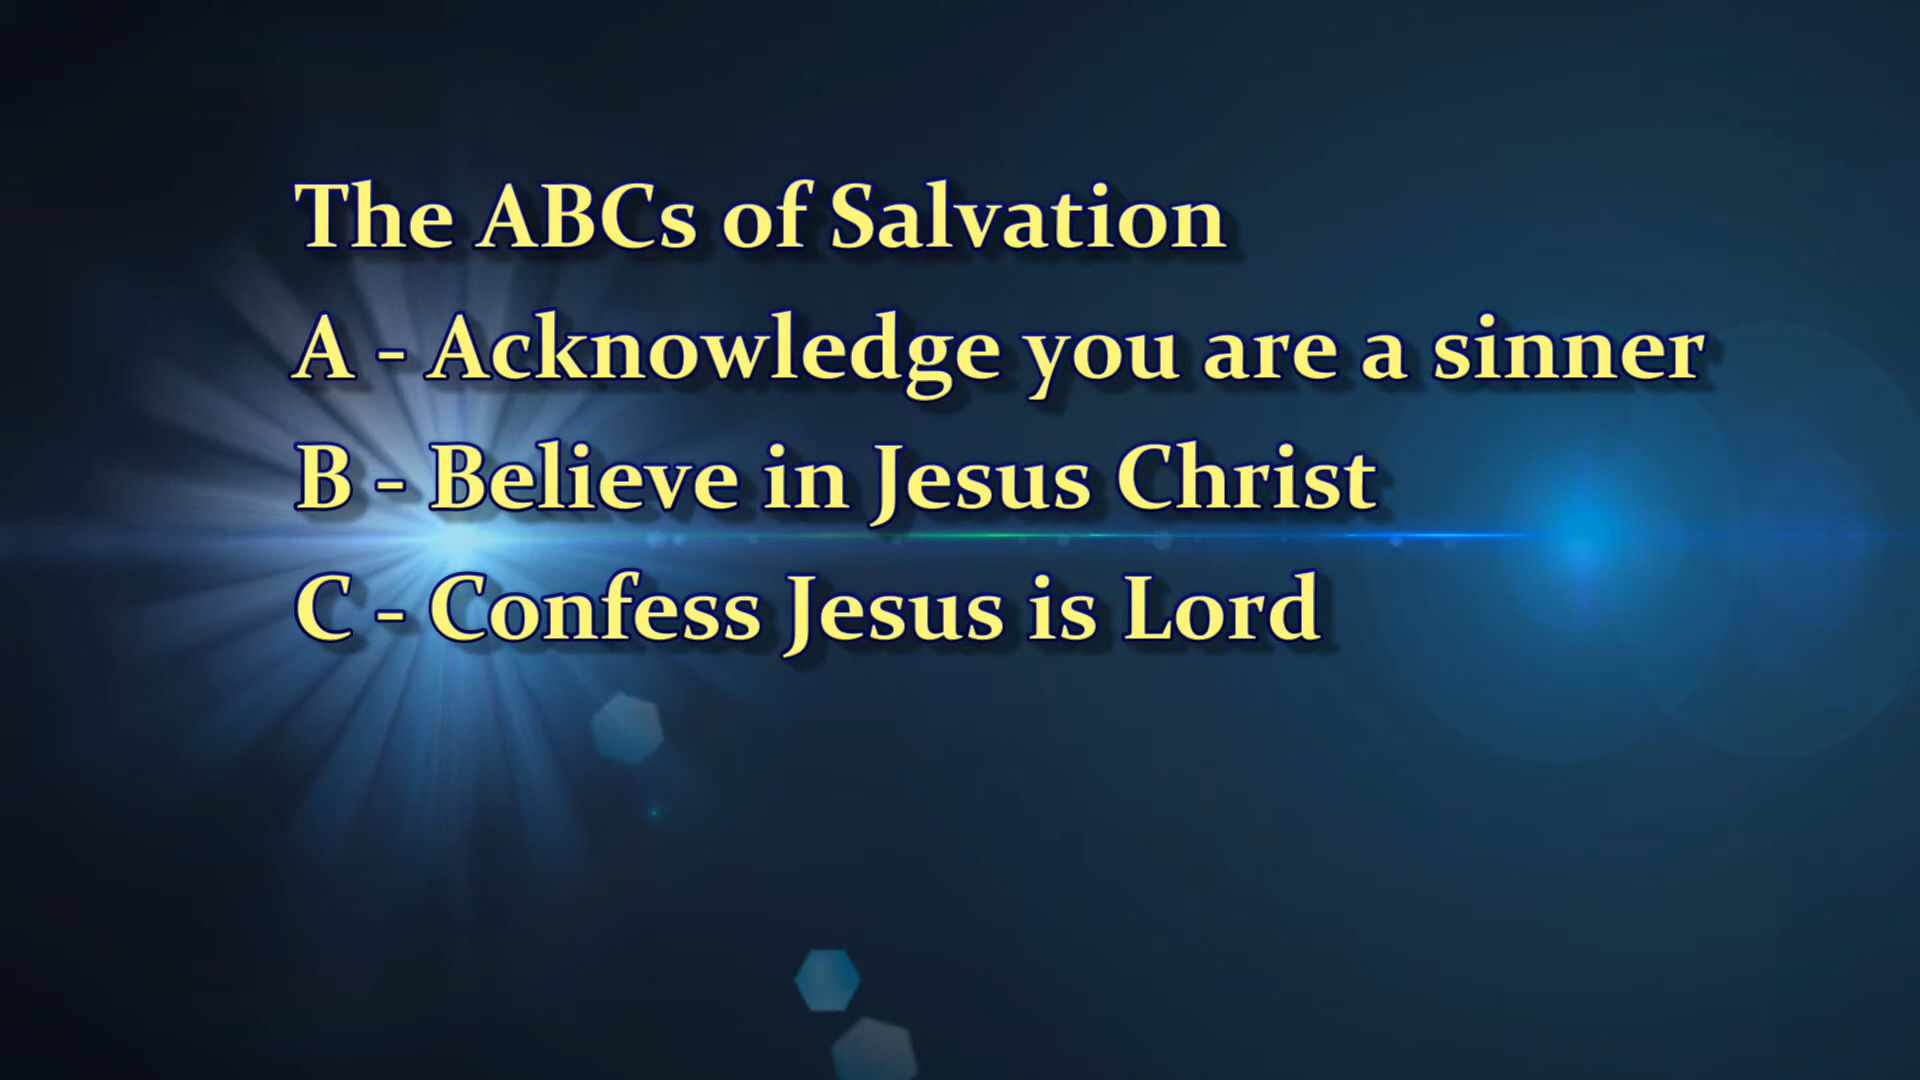 The ABCs of Salvation
A - Acknowledge you are a sinner
B - Believe in Jesus Christ
C - Confess Jesus is Lord